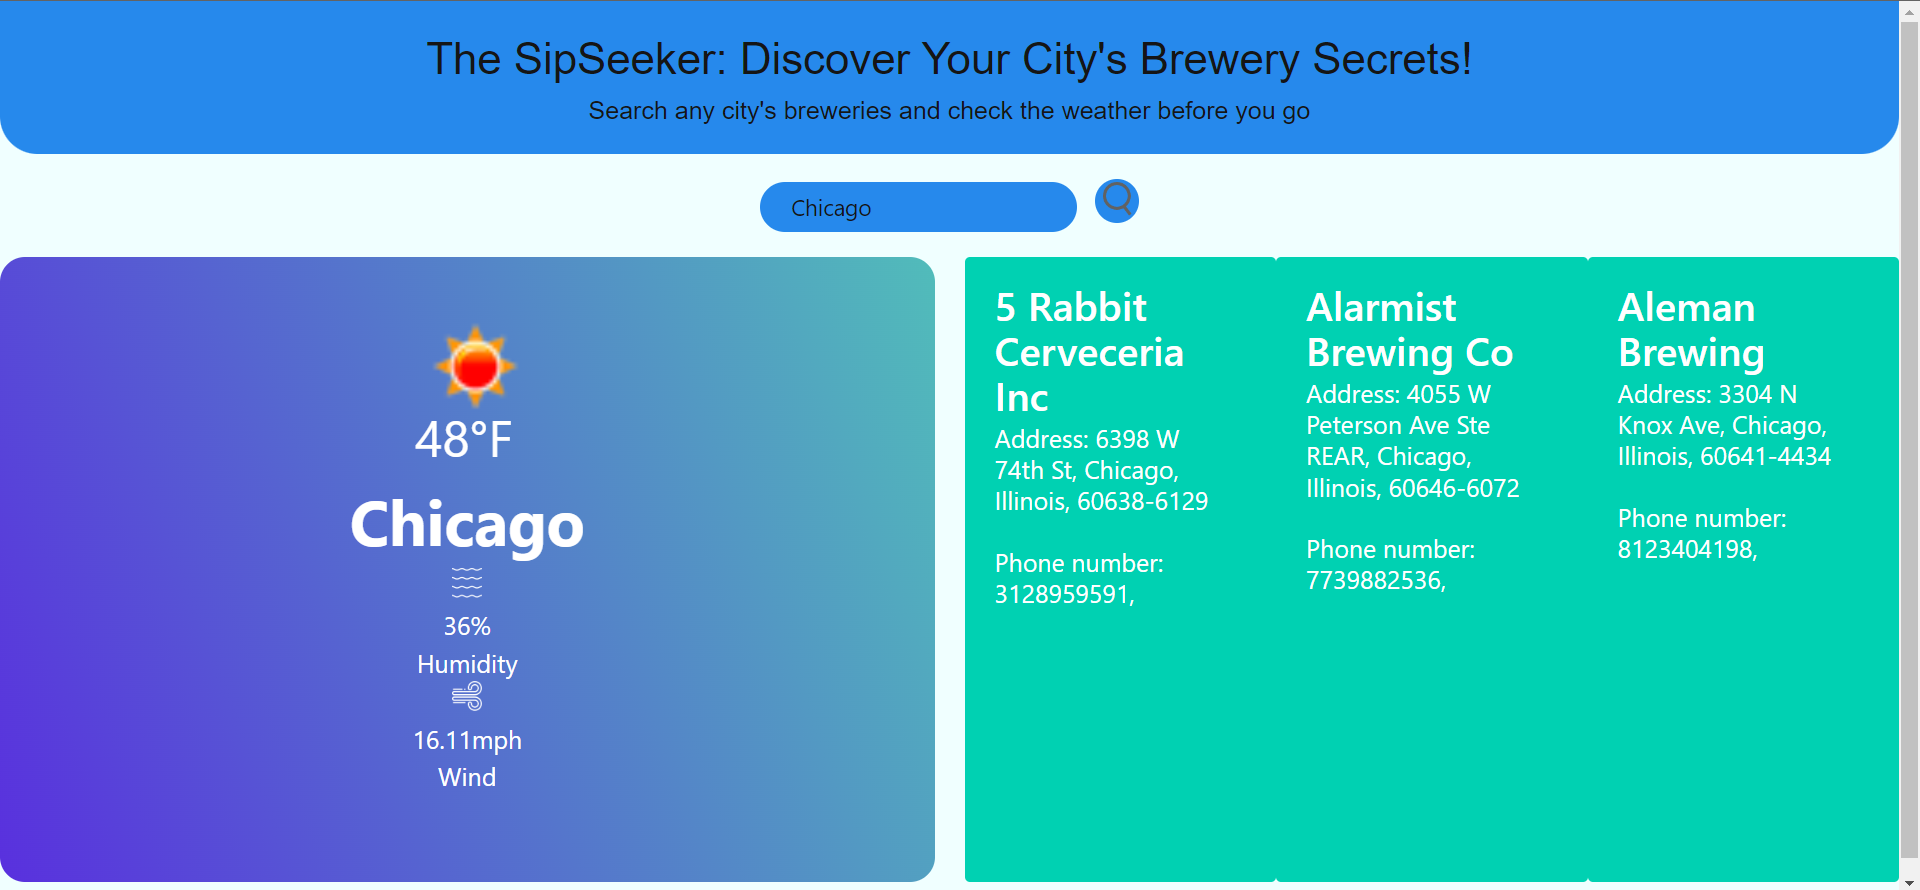 The SipSeeker: Discover Your City's Brewery Secrets!
Search any city's breweries and check the weather before you go
Chicago
48°F
Chicago
36%
Humidity
16.11mph
Wind
5 Rabbit
Cerveceria
Inc
Address: 6398 W
74th St, Chicago,
Illinois, 60638-6129
Phone number:
3128959591,
Alarmist
Brewing Co
Address: 4055 W
Peterson Ave Ste
REAR, Chicago,
Illinois, 60646-6072
Phone number:
7739882536,
Aleman
Brewing
Address: 3304 N
Knox Ave, Chicago,
Illinois, 60641-4434
Phone number:
8123404198,